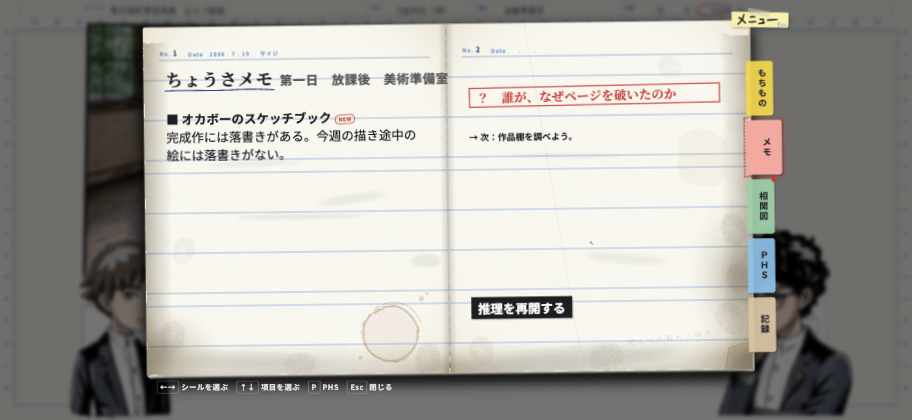 メニュー Esc
No. 1 Date 1998.7.18 サイジ
No. 2 Date . .
ちょうさメモ 第一日 放課後 美術準備室
■ オカボーのスケッチブック NEW
完成作には落書きがある。今週の描き途中の
絵には落書きがない。
? 誰が、なぜページを破いたのか
→ 次：作品棚を調べよう。
推理を再開する
もちもの
メモ
相関図
PHS
記録
←→ シールを選ぶ ↑↓ 項目を選ぶ P PHS Esc 閉じる